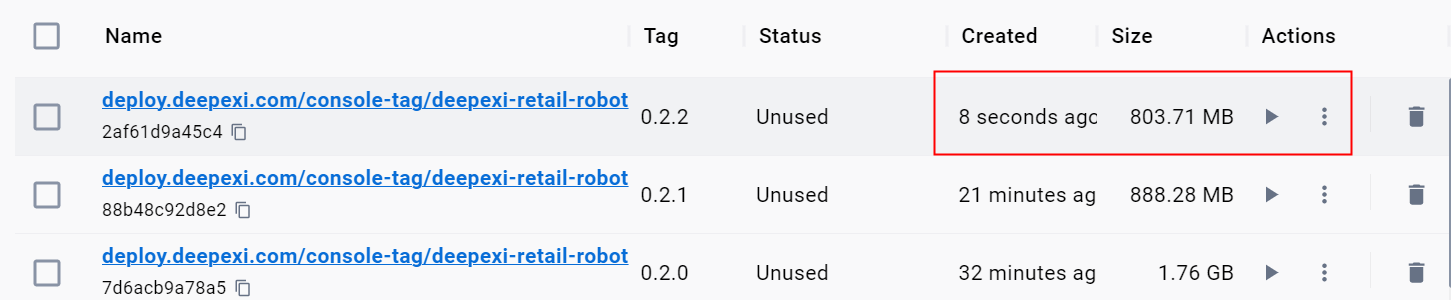 Name Tag Status Created Size Actions
deploy.deepexi.com/console-tag/deepexi-retail-robot
2af61d9a45c4
0.2.2 Unused 8 seconds agc 803.71 MB
deploy.deepexi.com/console-tag/deepexi-retail-robot
88b48c92d8e2
0.2.1 Unused 21 minutes ag 888.28 MB
deploy.deepexi.com/console-tag/deepexi-retail-robot
7d6acb9a78a5
0.2.0 Unused 32 minutes ag 1.76 GB